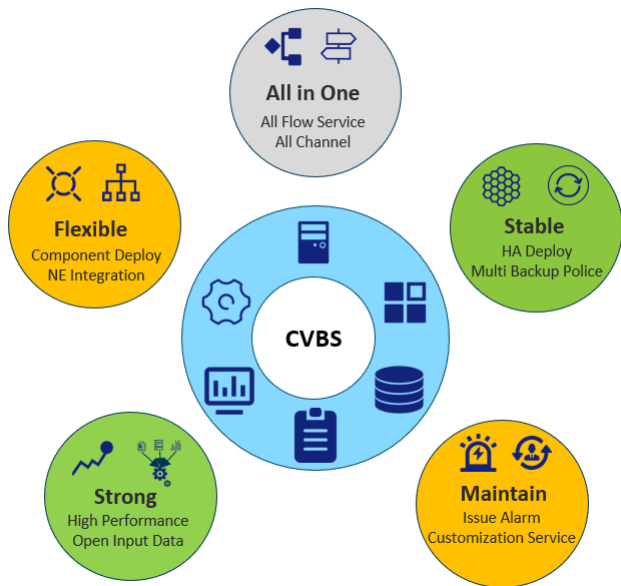 All in One
All Flow Service
All Channel
Flexible
Component Deploy
NE Integration
Stable
HA Deploy
Multi Backup Police
CVBS
Strong
High Performance
Open Input Data
Maintain
Issue Alarm
Customization Service